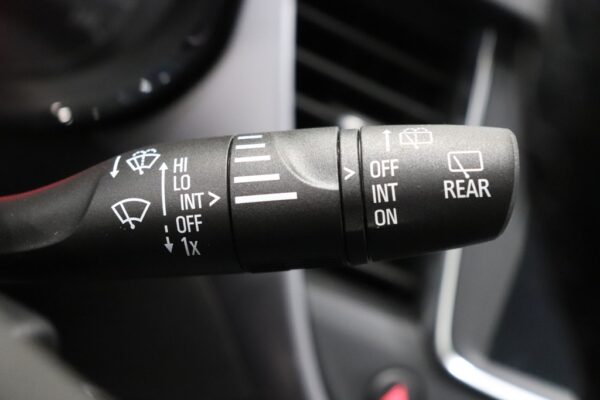 HI
LO
INT >
OFF
1x
>
OFF
INT
ON
REAR